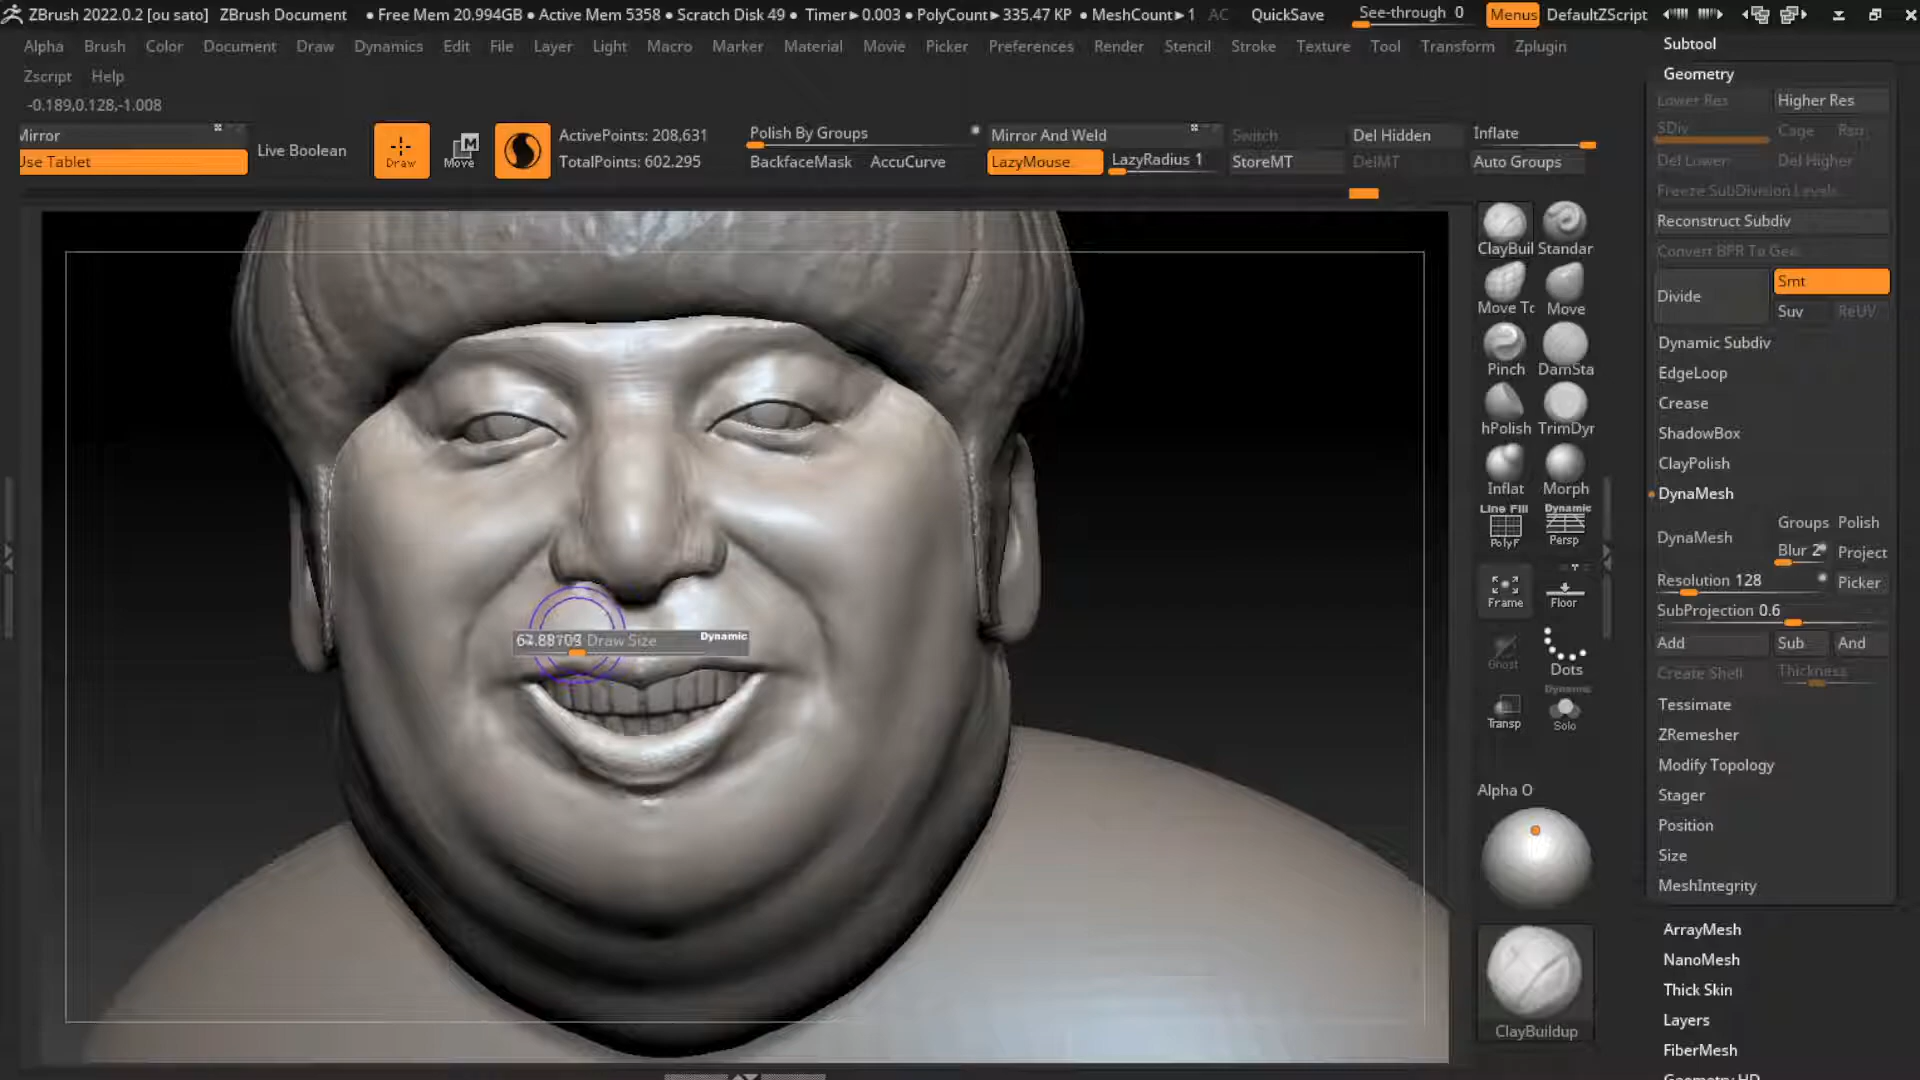 ZBrush 2022.0.2 [ou sato] ZBrush Document • Free Mem 20.994GB • Active Mem 5358 • Scratch Disk 49 • Timer▶0.003 • PolyCount▶335.47 KP • MeshCount▶1 AC QuickSave See-through 0 Menus DefaultZScript
Alpha Brush Color Document Draw Dynamics Edit File Layer Light Macro Marker Material Movie Picker Preferences Render Stencil Stroke Texture Tool Transform Zplugin
Zscript Help
-0.189,0.128,-1.008
Mirror
Use Tablet
Live Boolean
Draw
Move
ActivePoints: 208,631
TotalPoints: 602,295
Polish By Groups
BackfaceMask AccuCurve
Mirror And Weld
LazyMouse LazyRadius 1
Switch
StoreMT
Del Hidden
DelMT
Inflate
Auto Groups
Draw Size
Dynamic
ClayBuil Standar
Move To Move
Pinch DamSta
hPolish TrimDyr
Inflat Morph
Line Fill
PolyF
Dynamic
Persp
Frame
Floor
Ghost
Dots
Transp
Dynamic
Solo
Alpha O
ClayBuildup
Subtool
Geometry
Lower Res Higher Res
SDiv Cage Rstr
Del Lower Del Higher
Freeze SubDivision Levels
Reconstruct Subdiv
Convert BPR To Geo
Divide
Smt
Suv ReUV
Dynamic Subdiv
EdgeLoop
Crease
ShadowBox
ClayPolish
DynaMesh
DynaMesh
Groups Polish
Blur 2 Project
Resolution 128 Picker
SubProjection 0.6
Add Sub And
Create Shell Thickness
Tessimate
ZRemesher
Modify Topology
Stager
Position
Size
MeshIntegrity
ArrayMesh
NanoMesh
Thick Skin
Layers
FiberMesh
Geometry HD